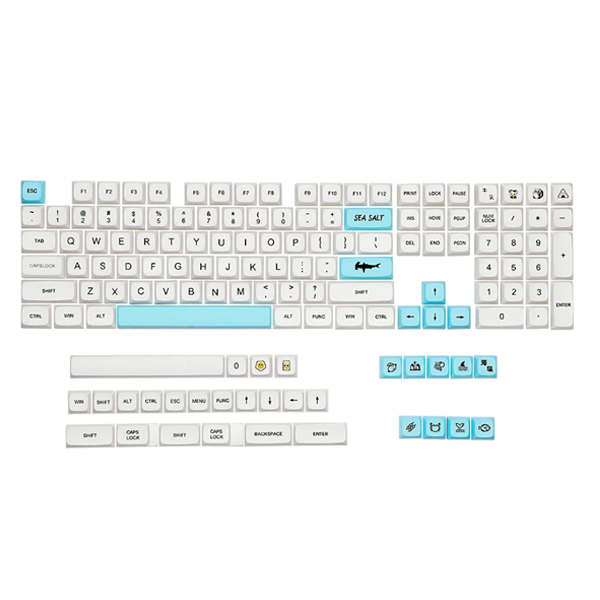 ESC F1 F2 F3 F4 F5 F6 F7 F8 F9 F10 F11 F12 PRINT LOCK PAUSE
~ ` ! 1 @ 2 # 3 $ 4 % 5 ^ 6 & 7 * 8 ( 9 ) 0 _ - + = SEA SALT INS HOVE PGUP NUM LOCK / * -
TAB Q W E R T Y U I O P { [ } ] | \ DEL END PGDN 7 8 9 +
CAPSLOCK A S D F G H J K L : ; " ' 4 5 6
SHIFT Z X C V B N M < , > . ? / SHIFT ↑ 1 2 3 ENTER
CTRL WIN ALT ALT FUNC WIN CTRL ← ↓ → 0 .
0
海 塩
WIN SHIFT ALT CTRL ESC MENU FUNC ↑ ↓ ← ↑
SHIFT CAPS LOCK SHIFT CAPS LOCK BACKSPACE ENTER